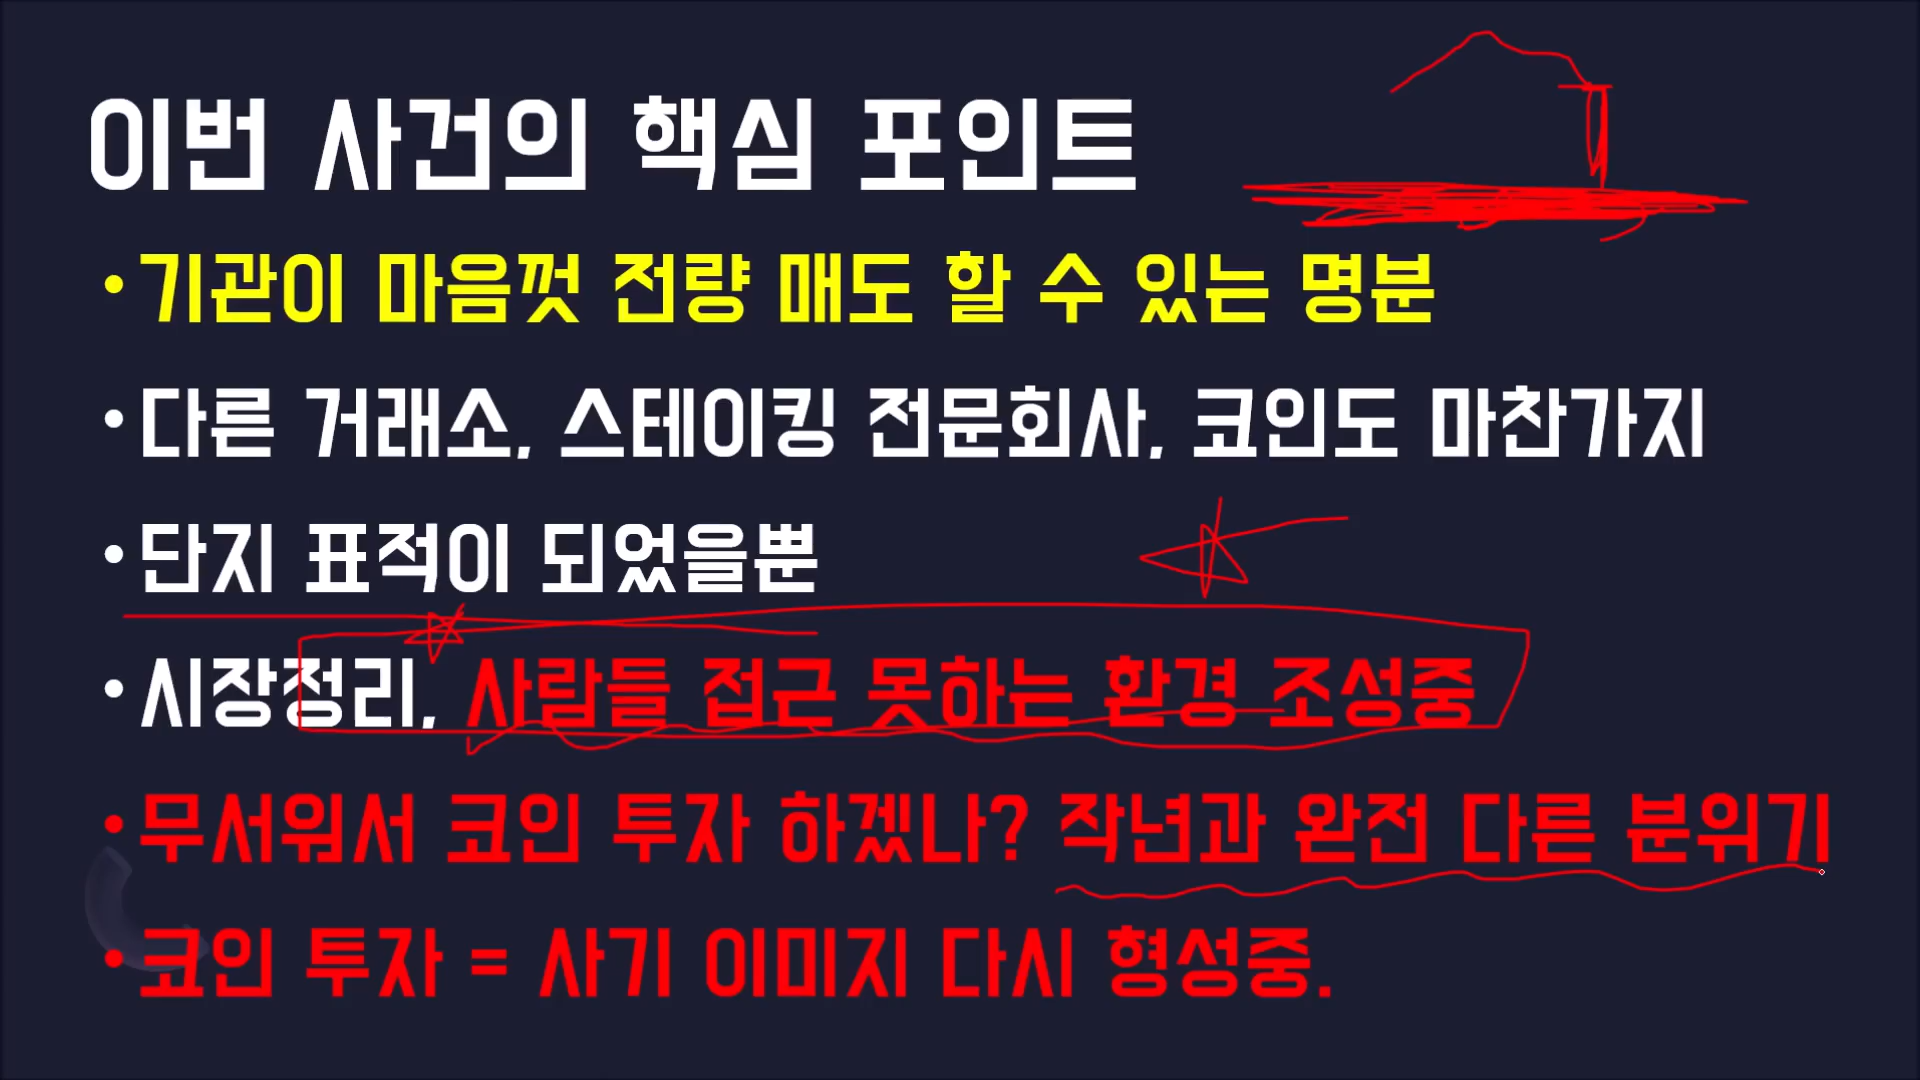 이번 사건의 핵심 포인트
•기관이 마음껏 전량 매도 할 수 있는 명분
•다른 거래소, 스테이킹 전문회사, 코인도 마찬가지
•단지 표적이 되었을뿐
•시장정리, 사람들 접근 못하는 환경 조성중
•무서워서 코인 투자 하겠나? 작년과 완전 다른 분위기
•코인 투자 = 사기 이미지 다시 형성중.